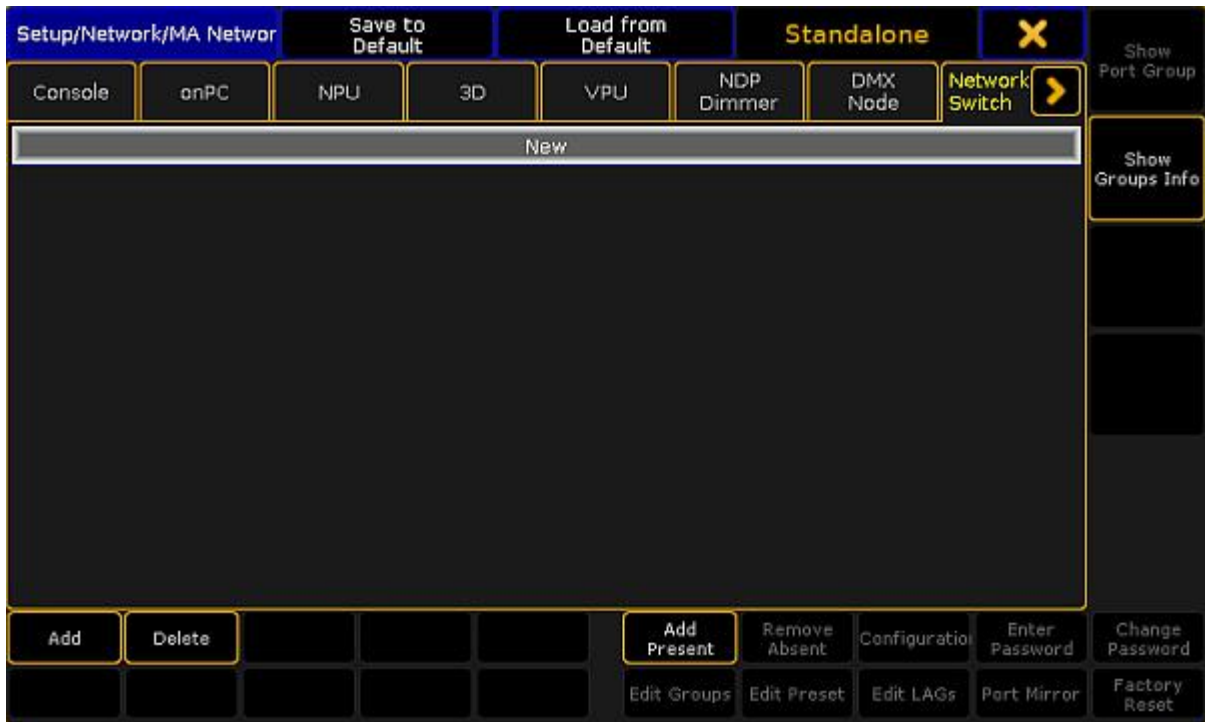 Setup/Network/MA Networ
Save to
Default
Load from
Default
Standalone
Show
Port Group
Console
onPC
NPU
3D
VPU
NDP
Dimmer
DMX
Node
Network
Switch
New
Show
Groups Info
Add
Delete
Add
Present
Remove
Absent
Configuratio
Enter
Password
Change
Password
Edit Groups
Edit Preset
Edit LAGs
Port Mirror
Factory
Reset